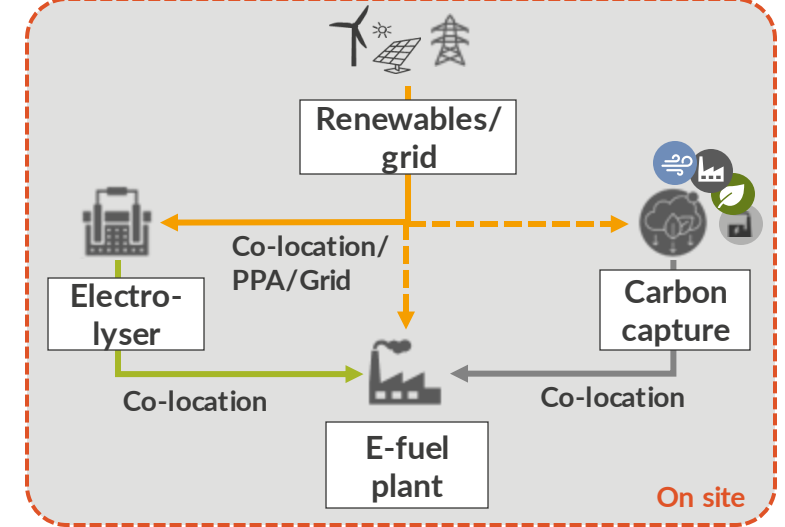 Renewables/
grid
Co-location/
PPA/Grid
Electro-
lyser
Carbon
capture
Co-location
Co-location
E-fuel
plant
On site